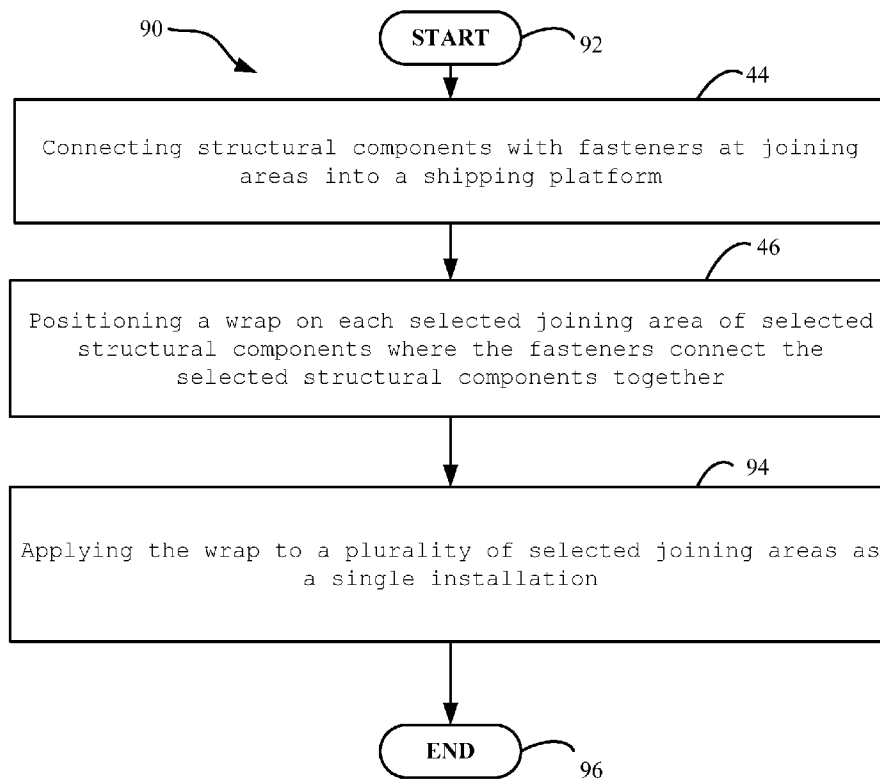 90
START
92
44
Connecting structural components with fasteners at joining
areas into a shipping platform
46
Positioning a wrap on each selected joining area of selected
structural components where the fasteners connect the
selected structural components together
94
Applying the wrap to a plurality of selected joining areas as
a single installation
END
96